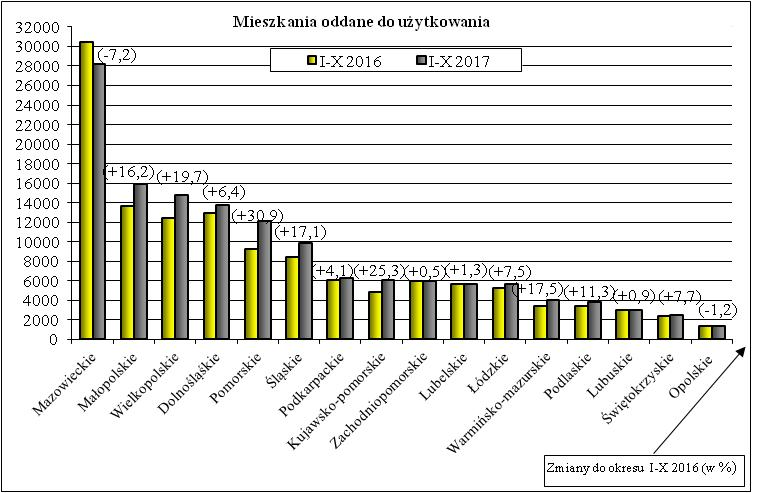 Mieszkania oddane do użytkowania
I-X 2016 I-X 2017
32000
30000
28000
26000
24000
22000
20000
18000
16000
14000
12000
10000
8000
6000
4000
2000
0
(-7,2)
(+16,2)
(+19,7)
(+6,4)
(+30,9)
(+17,1)
(+4,1)
(+25,3)
(+0,5)
(+1,3)
(+7,5)
(+17,5)
(+11,3)
(+0,9)
(+7,7)
(-1,2)
Mazowieckie
Małopolskie
Wielkopolskie
Dolnośląskie
Pomorskie
Śląskie
Podkarpackie
Kujawsko-pomorskie
Zachodniopomorskie
Lubelskie
Łódzkie
Warmińsko-mazurskie
Podlaskie
Lubuskie
Świętokrzyskie
Opolskie
Zmiany do okresu I-X 2016 (w %)